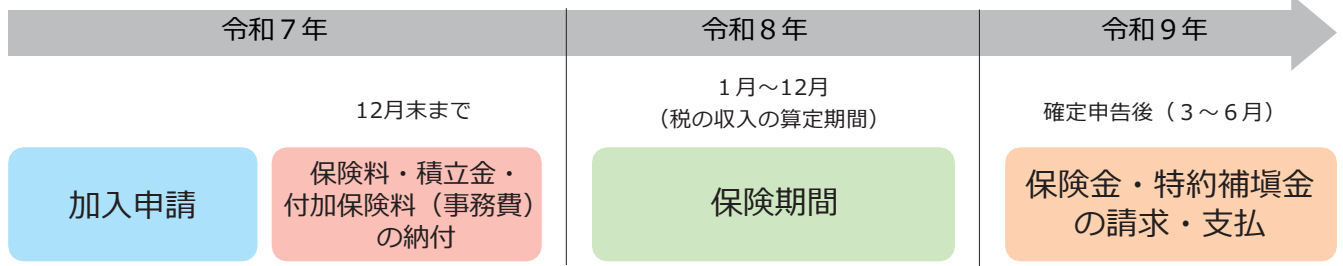 令和７年
令和８年
令和９年
12月末まで
１月～12月
（税の収入の算定期間）
確定申告後（３～６月）
加入申請
保険料・積立金・
付加保険料（事務費）
の納付
保険期間
保険金・特約補塡金
の請求・支払